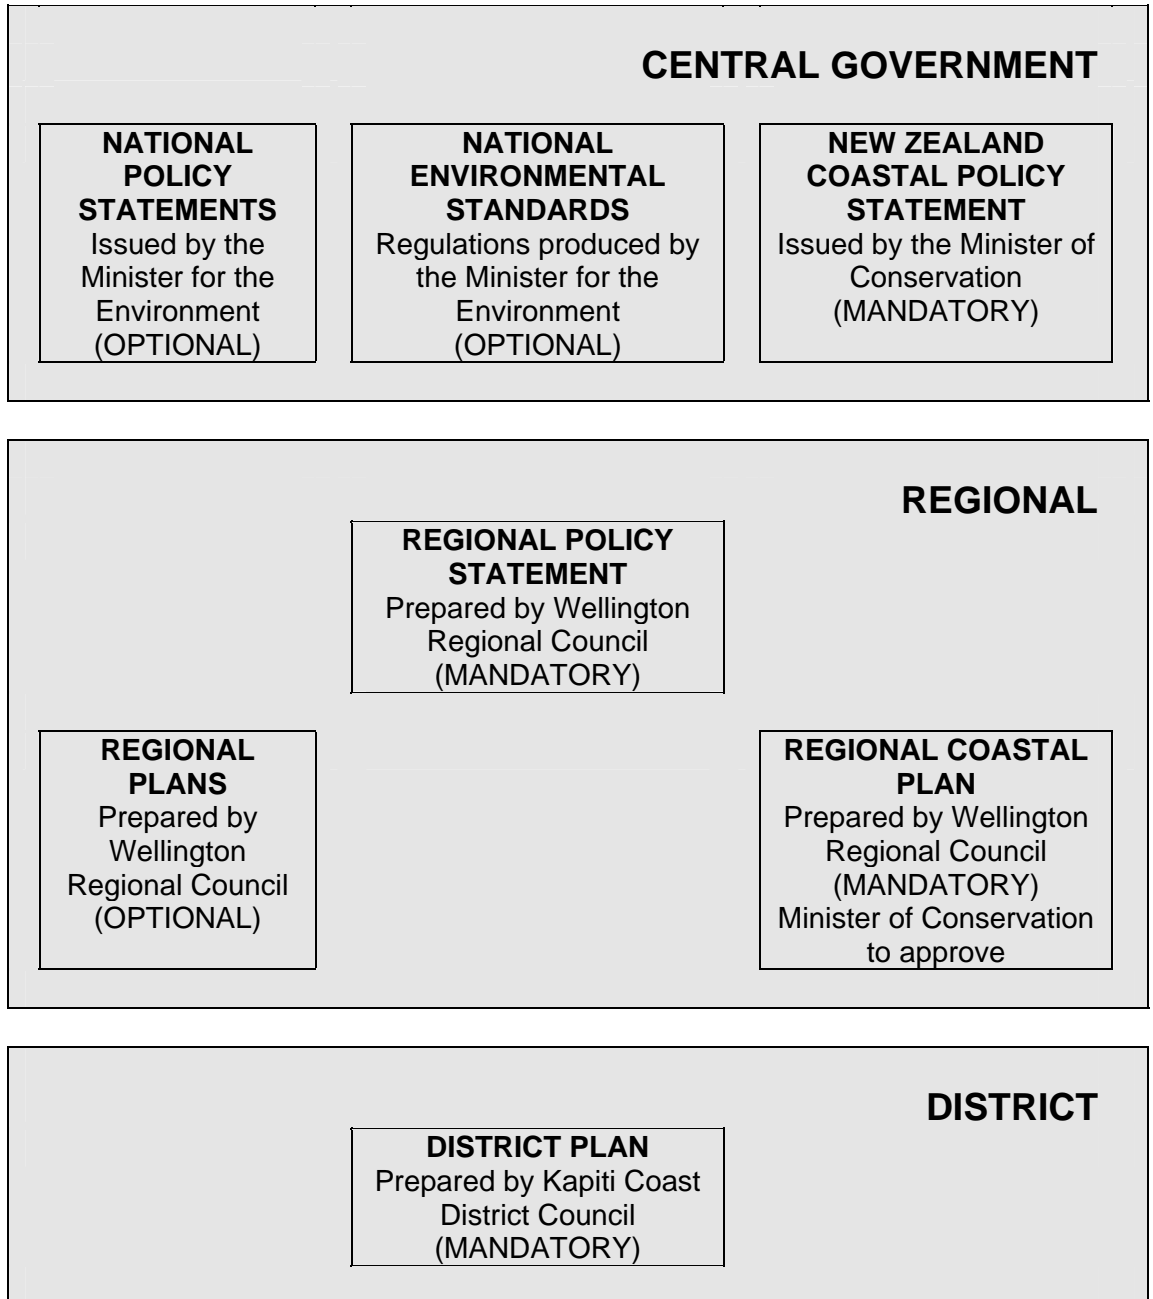 CENTRAL GOVERNMENT
NATIONAL
POLICY
STATEMENTS
Issued by the
Minister for the
Environment
(OPTIONAL)
NATIONAL
ENVIRONMENTAL
STANDARDS
Regulations produced by
the Minister for the
Environment
(OPTIONAL)
NEW ZEALAND
COASTAL POLICY
STATEMENT
Issued by the Minister of
Conservation
(MANDATORY)
REGIONAL
REGIONAL POLICY
STATEMENT
Prepared by Wellington
Regional Council
(MANDATORY)
REGIONAL
PLANS
Prepared by
Wellington
Regional Council
(OPTIONAL)
REGIONAL COASTAL
PLAN
Prepared by Wellington
Regional Council
(MANDATORY)
Minister of Conservation
to approve
DISTRICT
DISTRICT PLAN
Prepared by Kapiti Coast
District Council
(MANDATORY)